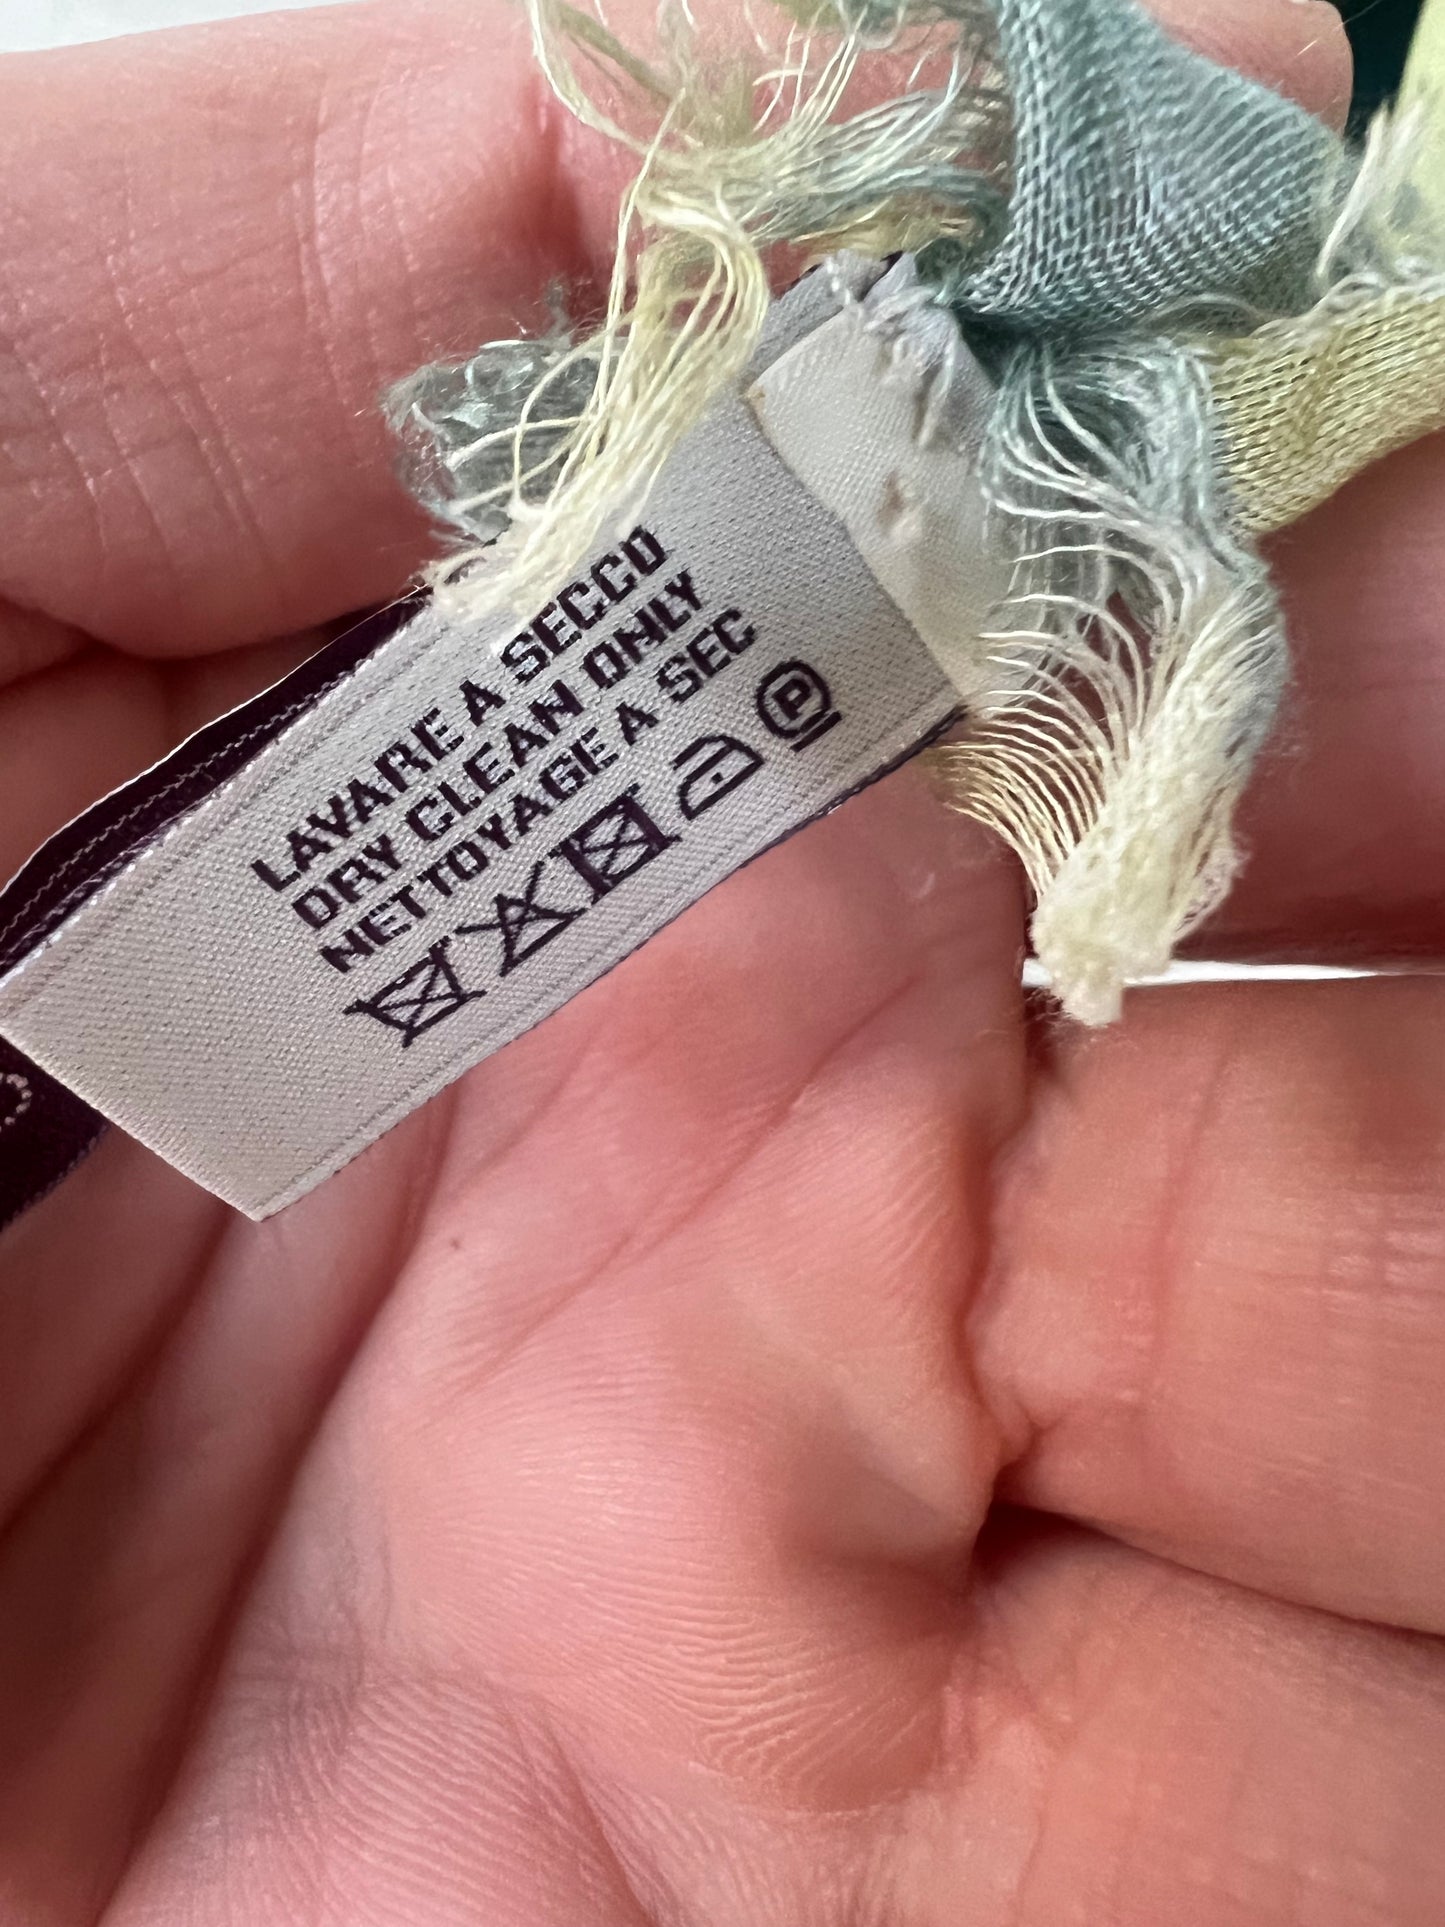 LAVARE A SECCO
DRY CLEAN ONLY
NETTOYAGE A SEC
P